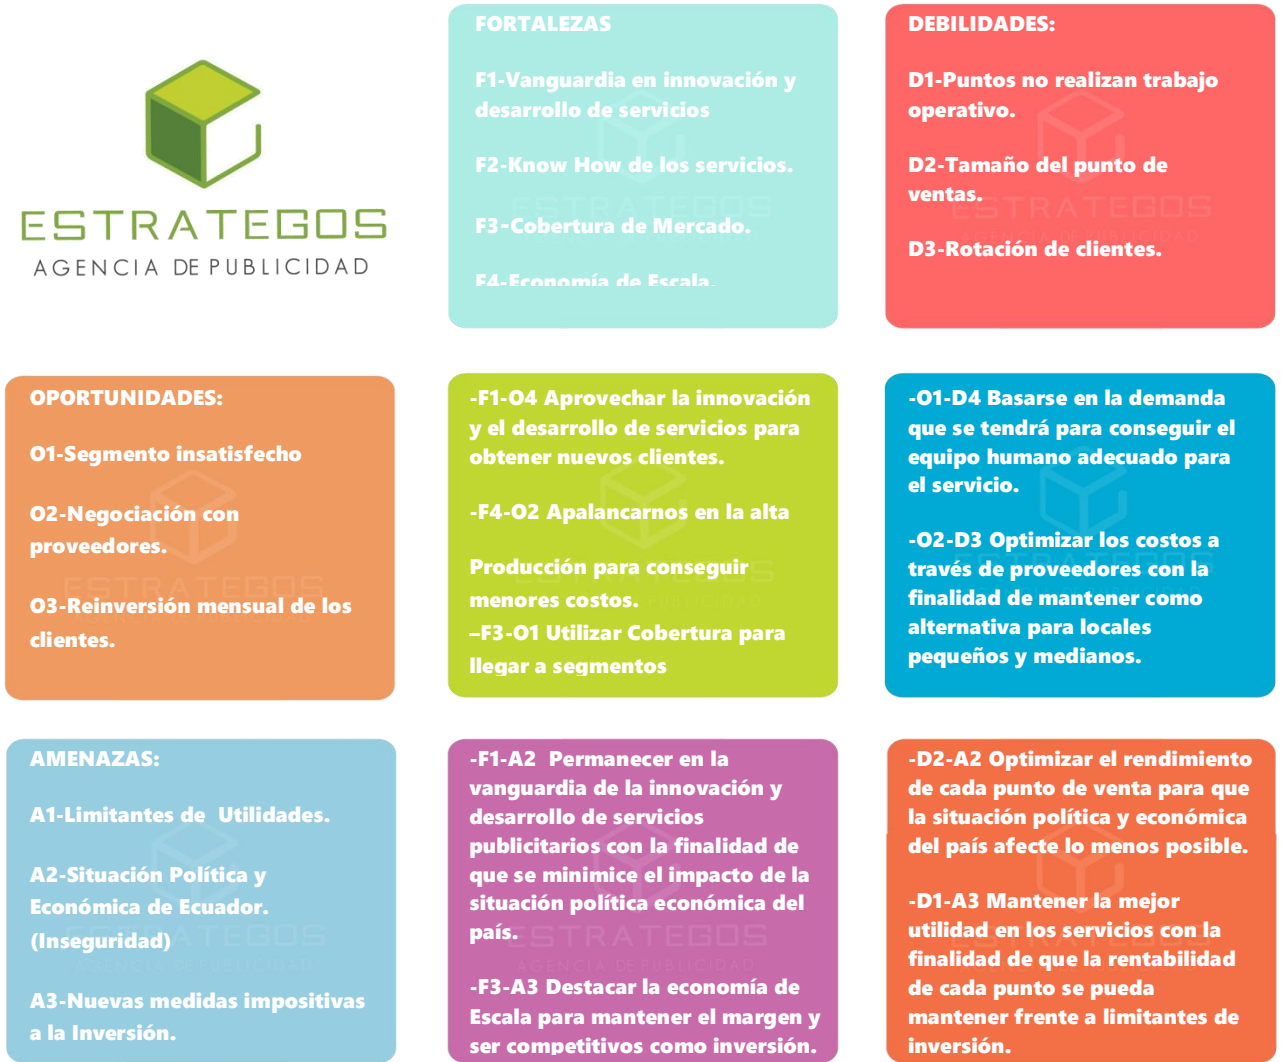 ESTRATEGOS
AGENCIA DE PUBLICIDAD
FORTALEZAS
F1-Vanguardia en innovación y
desarrollo de servicios
F2-Know How de los servicios.
F3-Cobertura de Mercado.
F4-Economía de Escala.
DEBILIDADES:
D1-Puntos no realizan trabajo
operativo.
D2-Tamaño del punto de
ventas.
D3-Rotación de clientes.
OPORTUNIDADES:
O1-Segmento insatisfecho
O2-Negociación con
proveedores.
O3-Reinversión mensual de los
clientes.
-F1-O4 Aprovechar la innovación
y el desarrollo de servicios para
obtener nuevos clientes.
-F4-O2 Apalancarnos en la alta
Producción para conseguir
menores costos.
–F3-O1 Utilizar Cobertura para
llegar a segmentos
-O1-D4 Basarse en la demanda
que se tendrá para conseguir el
equipo humano adecuado para
el servicio.
-O2-D3 Optimizar los costos a
través de proveedores con la
finalidad de mantener como
alternativa para locales
pequeños y medianos.
AMENAZAS:
A1-Limitantes de  Utilidades.
A2-Situación Política y
Económica de Ecuador.
(Inseguridad)
A3-Nuevas medidas impositivas
a la Inversión.
-F1-A2  Permanecer en la
vanguardia de la innovación y
desarrollo de servicios
publicitarios con la finalidad de
que se minimice el impacto de la
situación política económica del
país.
-F3-A3 Destacar la economía de
Escala para mantener el margen y
ser competitivos como inversión.
-D2-A2 Optimizar el rendimiento
de cada punto de venta para que
la situación política y económica
del país afecte lo menos posible.
-D1-A3 Mantener la mejor
utilidad en los servicios con la
finalidad de que la rentabilidad
de cada punto se pueda
mantener frente a limitantes de
inversión.